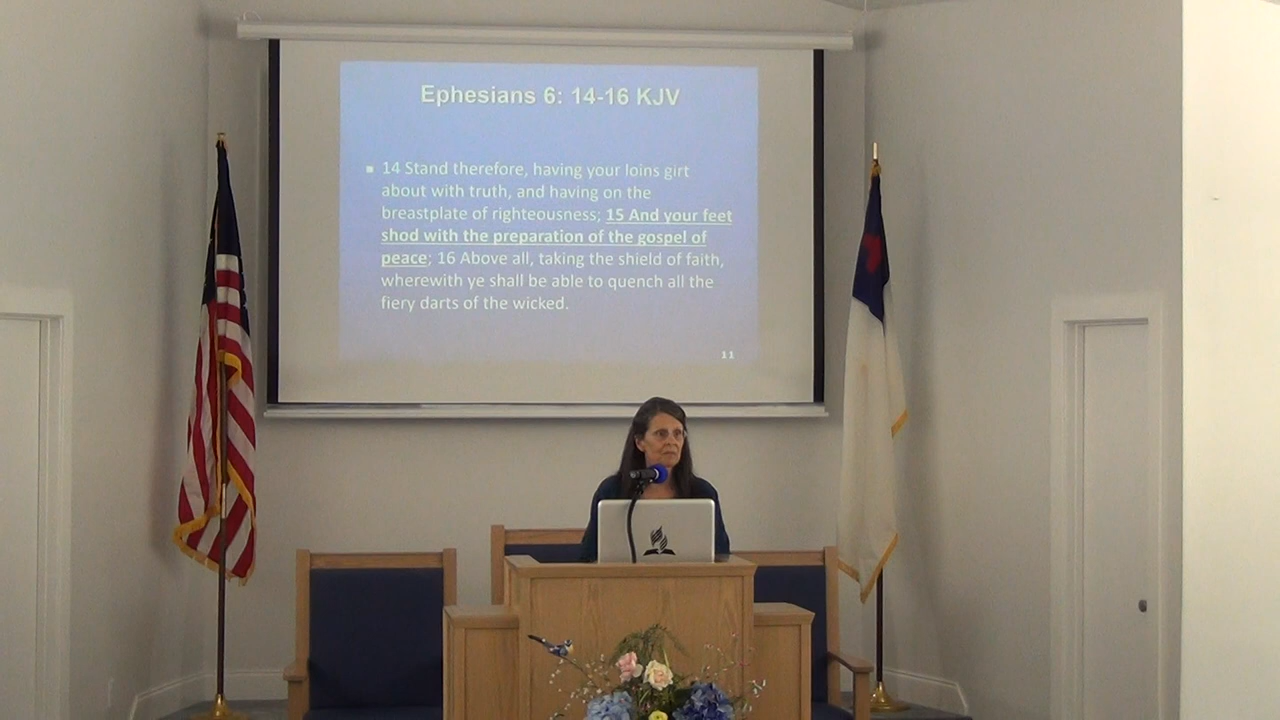 Ephesians 6: 14-16 KJV
14 Stand therefore, having your loins girt
about with truth, and having on the
breastplate of righteousness; 15 And your feet
shod with the preparation of the gospel of
peace; 16 Above all, taking the shield of faith,
wherewith ye shall be able to quench all the
fiery darts of the wicked.
11